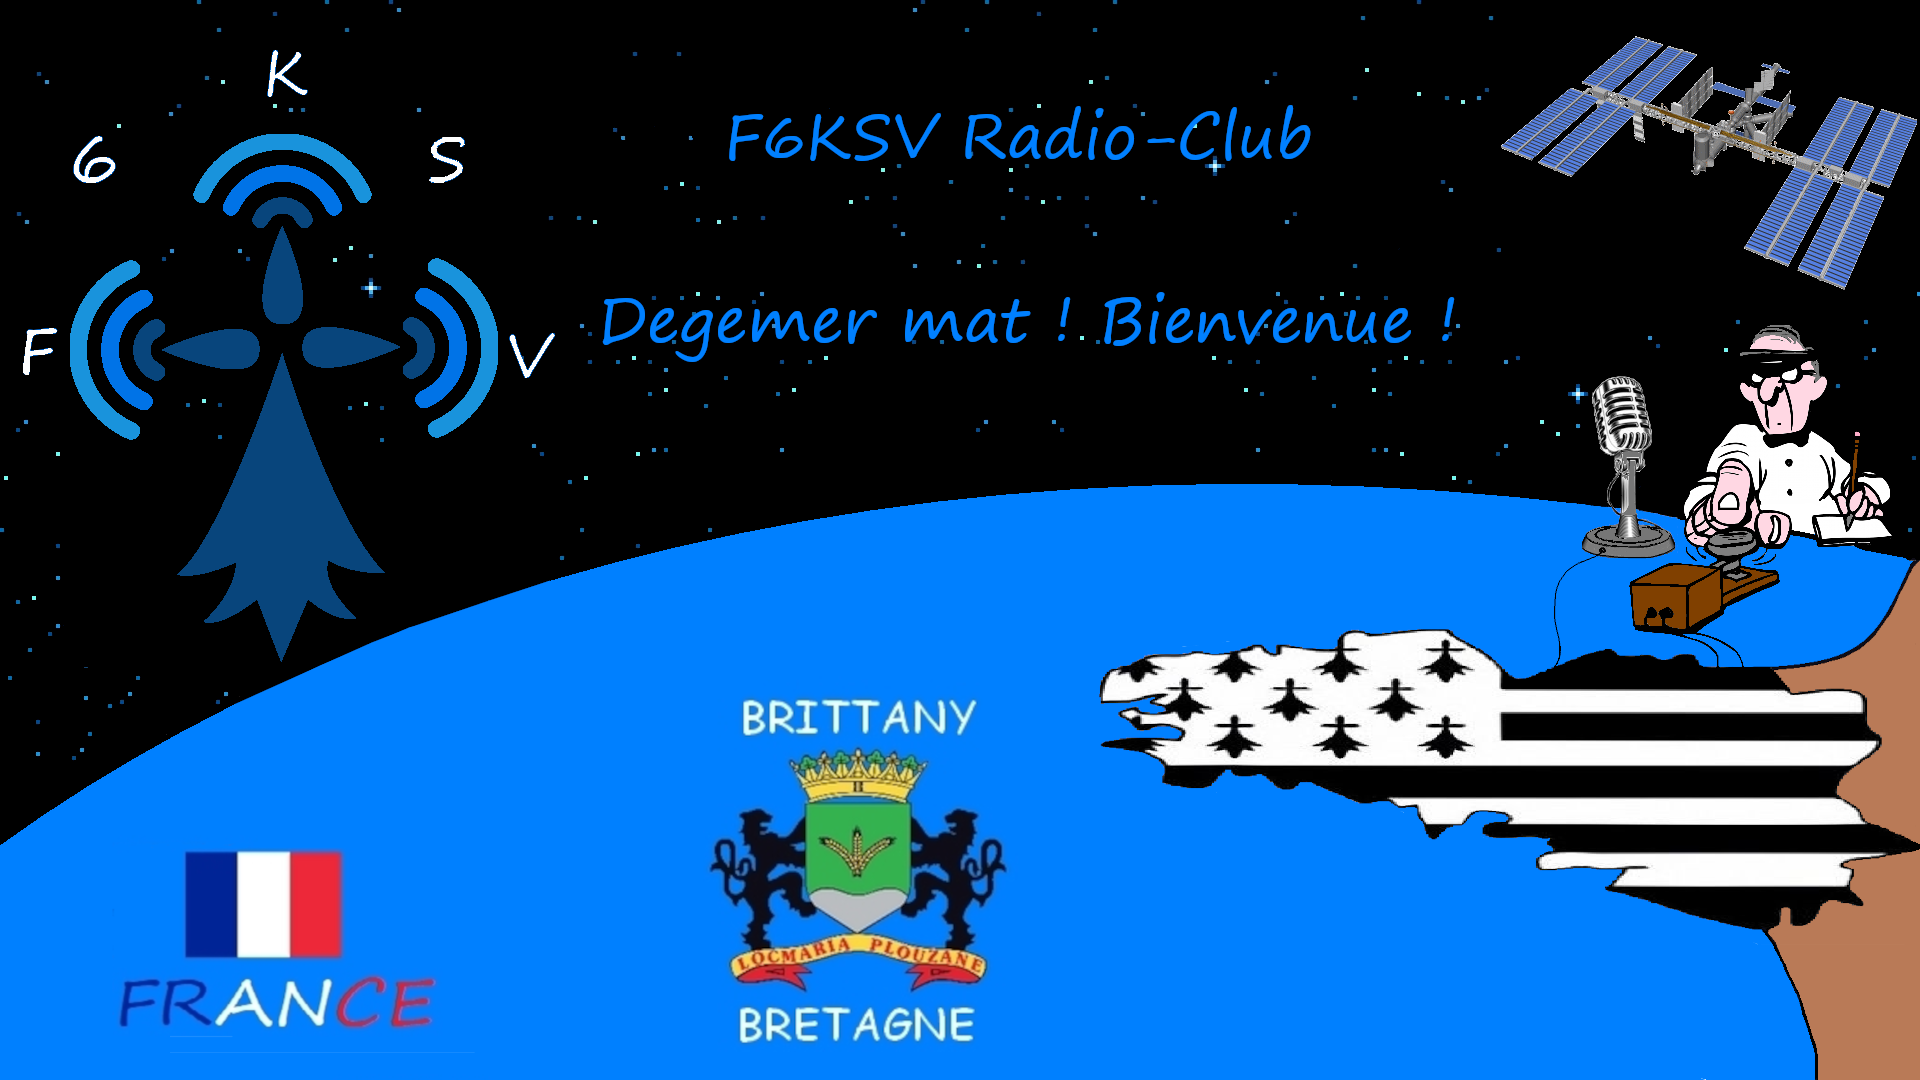 K
6 S
F V
F6KSV Radio-Club
Degemer mat ! Bienvenue !
BRITTANY
LOCMARIA PLOUZANE
BRETAGNE
FRANCE